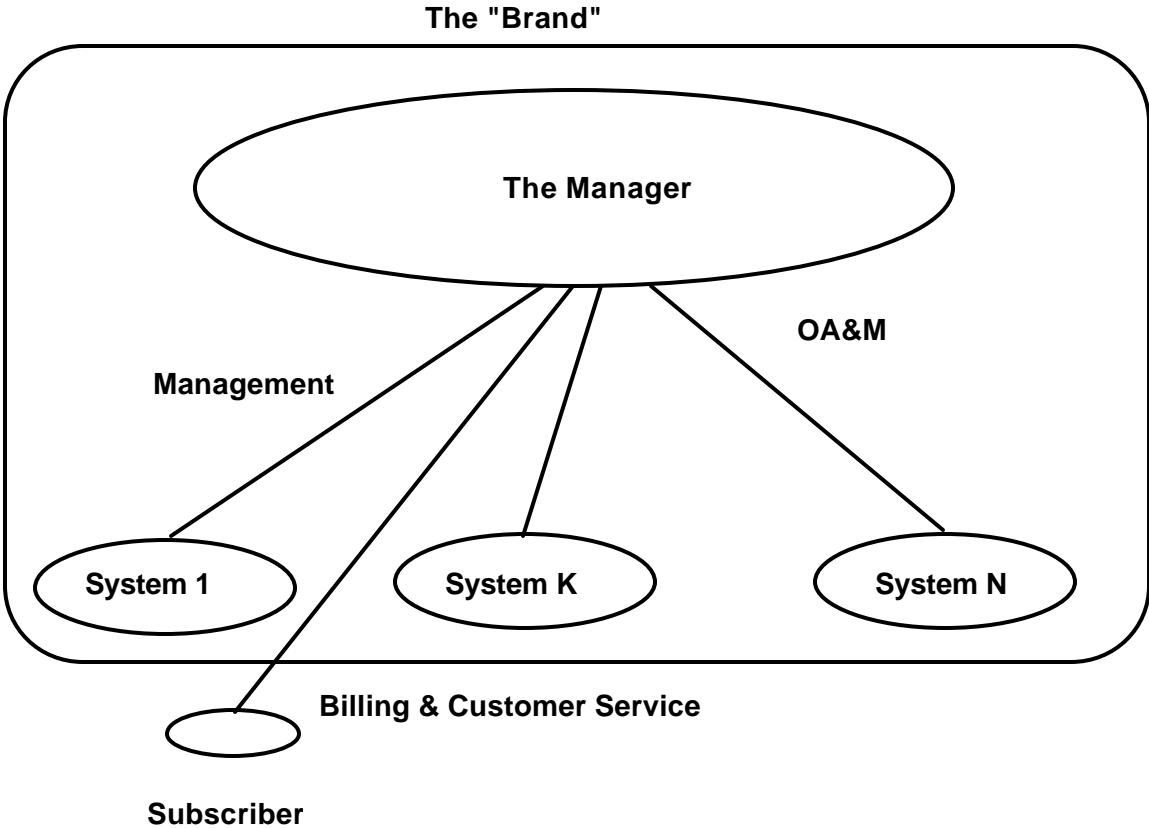 The "Brand"
The Manager
OA&M
Management
System 1
System K
System N
Billing & Customer Service
Subscriber